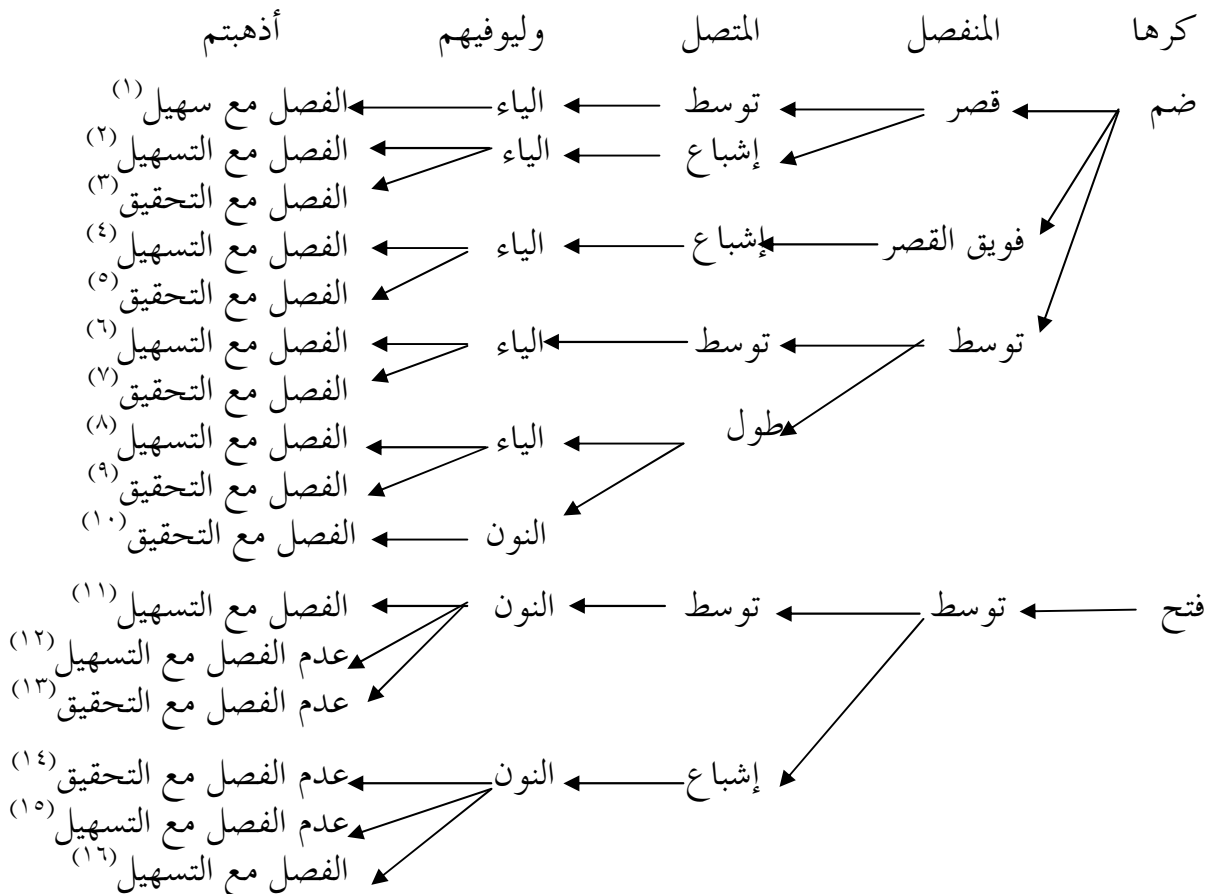 كرها المنفصل المتصل وليوفيهم أذهبتم
ضم قصر توسط الياء الفصل مع سهيل(١)
إشباع الياء الفصل مع التسهيل(٢)
الفصل مع التحقيق(٣)
فويق القصر إشباع الياء الفصل مع التسهيل(٤)
الفصل مع التحقيق(٥)
توسط توسط الياء الفصل مع التسهيل(٦)
الفصل مع التحقيق(٧)
طول الياء الفصل مع التسهيل(٨)
الفصل مع التحقيق(٩)
النون الفصل مع التحقيق(١٠)
فتح توسط توسط النون الفصل مع التسهيل(١١)
عدم الفصل مع التسهيل(١٢)
عدم الفصل مع التحقيق(١٣)
إشباع النون عدم الفصل مع التحقيق(١٤)
عدم الفصل مع التسهيل(١٥)
الفصل مع التسهيل(١٦)